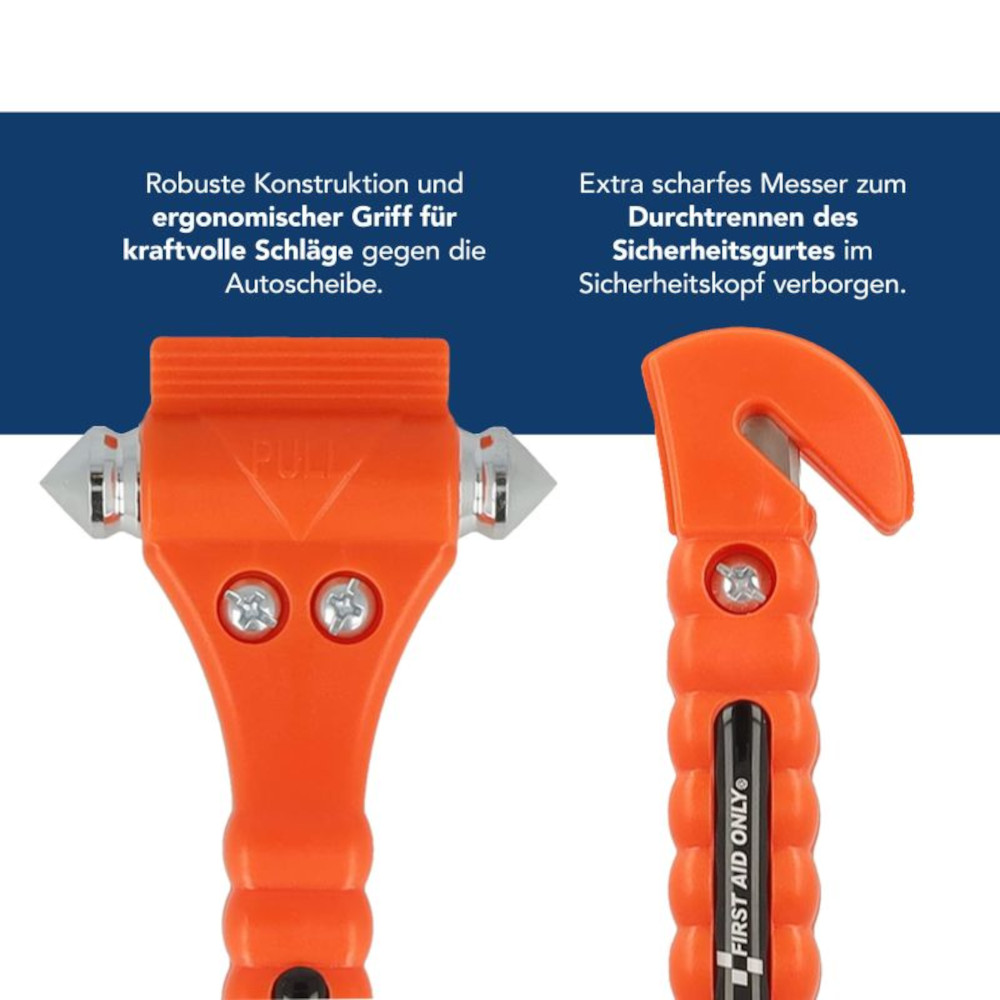 Robuste Konstruktion und
ergonomischer Griff für
kraftvolle Schläge gegen die
Autoscheibe.
Extra scharfes Messer zum
Durchtrennen des
Sicherheitsgurtes im
Sicherheitskopf verborgen.
PULL
FIRST AID ONLY®